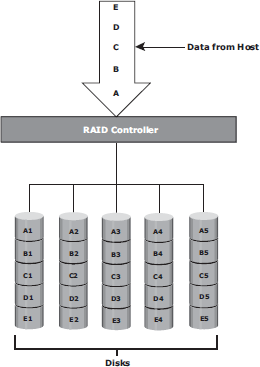 E
D
C
Data from Host
B
A
RAID Controller
A1 A2 A3 A4 A5
B1 B2 B3 B4 B5
C1 C2 C3 C4 C5
D1 D2 D3 D4 D5
E1 E2 E3 E4 E5
Disks